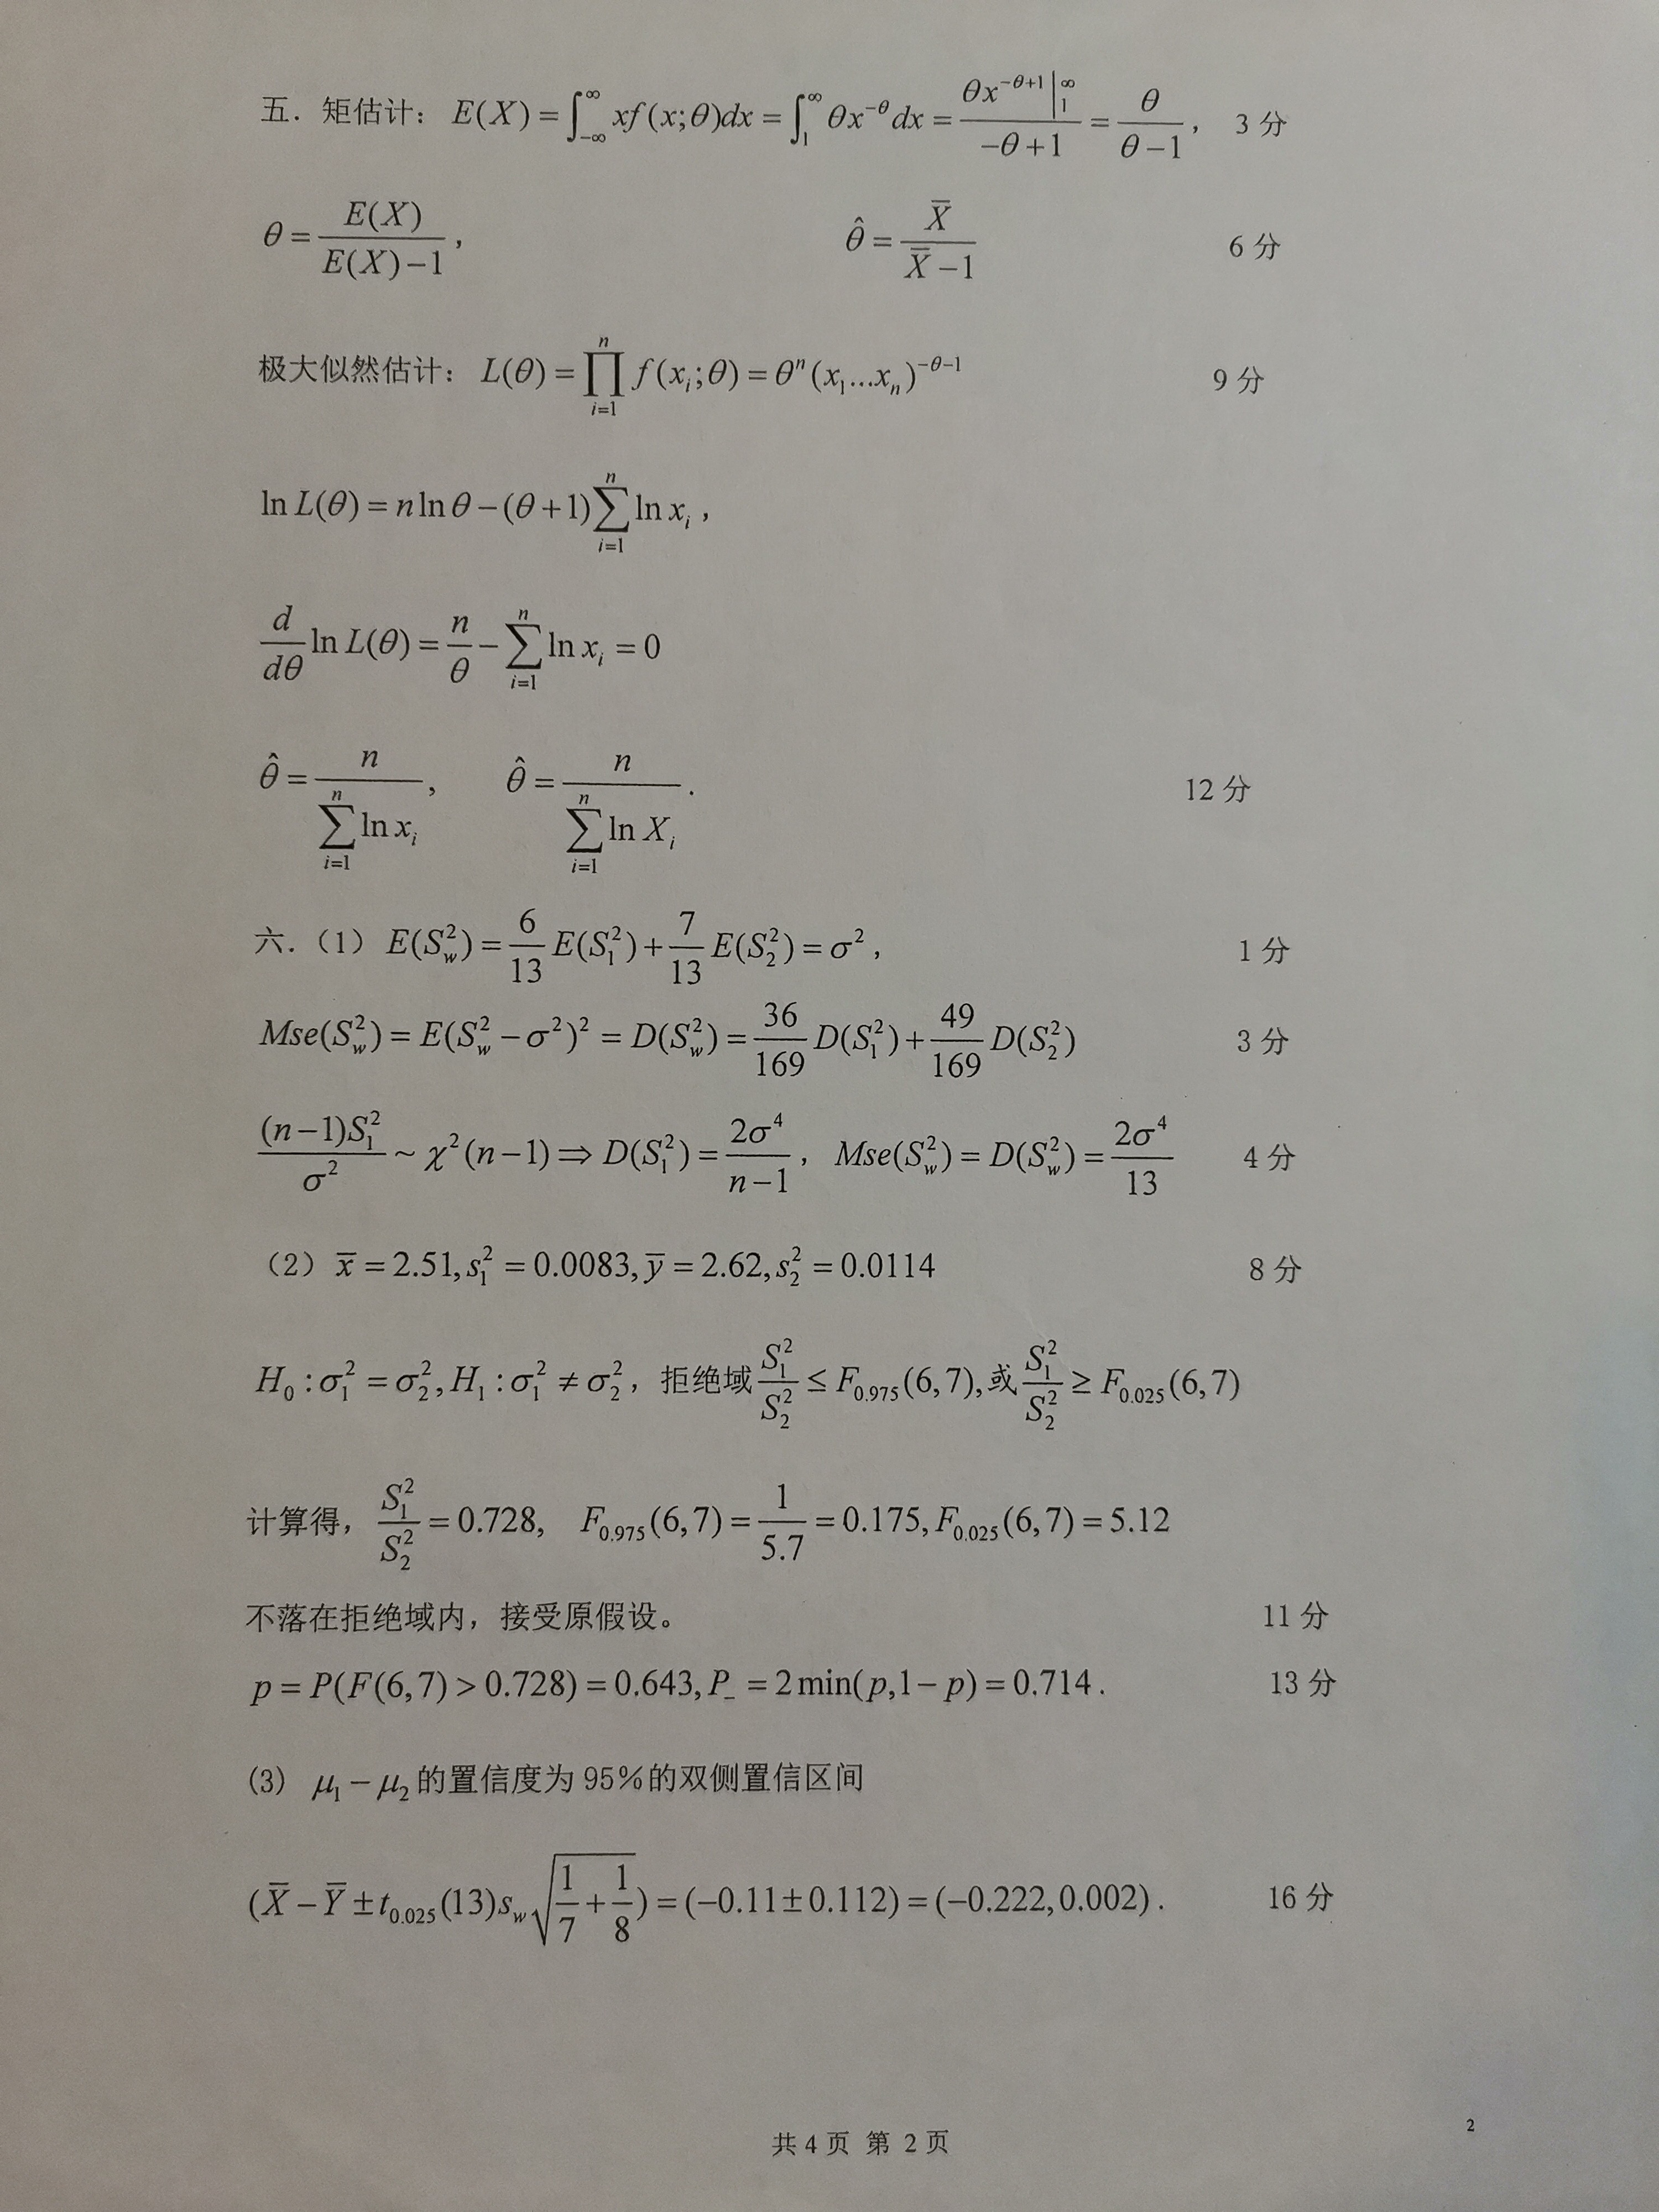 五. 矩估计: $E(X)=\int_{-\infty}^{\infty}xf(x;\theta)dx=\int_{1}^{\infty}\theta x^{-\theta}dx=\frac{\theta x^{-\theta+1}|_{1}^{\infty}}{-\theta+1}=\frac{\theta}{\theta-1}$, 3 分
$\theta=\frac{E(X)}{E(X)-1}$, $\hat{\theta}=\frac{\overline{X}}{\overline{X}-1}$ 6 分
极大似然估计: $L(\theta)=\prod_{i=1}^{n}f(x_i;\theta)=\theta^n(x_1...x_n)^{-\theta-1}$ 9 分
$\ln L(\theta)=n\ln\theta-(\theta+1)\sum_{i=1}^{n}\ln x_i$,
$\frac{d}{d\theta}\ln L(\theta)=\frac{n}{\theta}-\sum_{i=1}^{n}\ln x_i=0$
$\hat{\theta}=\frac{n}{\sum_{i=1}^{n}\ln x_i}$, $\hat{\theta}=\frac{n}{\sum_{i=1}^{n}\ln X_i}$. 12 分
六.（1）$E(S_w^2)=\frac{6}{13}E(S_1^2)+\frac{7}{13}E(S_2^2)=\sigma^2$, 1 分
$Mse(S_w^2)=E(S_w^2-\sigma^2)^2=D(S_w^2)=\frac{36}{169}D(S_1^2)+\frac{49}{169}D(S_2^2)$ 3 分
$\frac{(n-1)S_1^2}{\sigma^2}\sim\chi^2(n-1)\Rightarrow D(S_1^2)=\frac{2\sigma^4}{n-1}$, $Mse(S_w^2)=D(S_w^2)=\frac{2\sigma^4}{13}$ 4 分
（2）$\overline{x}=2.51,s_1^2=0.0083,\overline{y}=2.62,s_2^2=0.0114$ 8 分
$H_0:\sigma_1^2=\sigma_2^2,H_1:\sigma_1^2\neq\sigma_2^2$, 拒绝域$\frac{S_1^2}{S_2^2}\leq F_{0.975}(6,7)$,或$\frac{S_1^2}{S_2^2}\geq F_{0.025}(6,7)$
计算得, $\frac{S_1^2}{S_2^2}=0.728$, $F_{0.975}(6,7)=\frac{1}{5.7}=0.175,F_{0.025}(6,7)=5.12$
不落在拒绝域内，接受原假设。 11 分
$p=P(F(6,7)>0.728)=0.643,P_{-}=2\min(p,1-p)=0.714$. 13 分
(3) $\mu_1-\mu_2$的置信度为 95%的双侧置信区间
$(\overline{X}-\overline{Y}\pm t_{0.025}(13)s_w\sqrt{\frac{1}{7}+\frac{1}{8}})=(-0.11\pm0.112)=(-0.222,0.002)$. 16 分
共 4 页 第 2 页
2